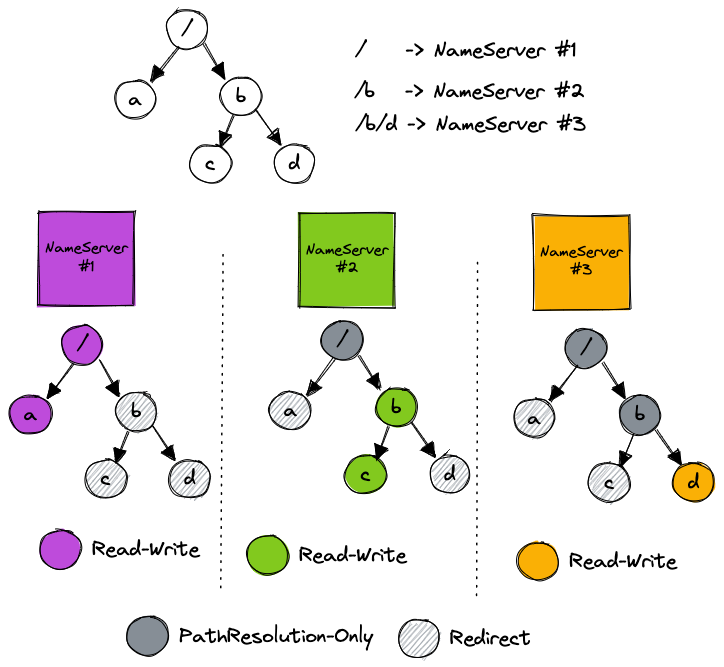 /
/ -> NameServer #1
a
b
/b -> NameServer #2
/b/d -> NameServer #3
c
d
NameServer
#1
NameServer
#2
NameServer
#3
/
a
b
c
d
/
a
b
c
d
/
a
b
c
d
Read-Write
Read-Write
Read-Write
PathResolution-Only
Redirect